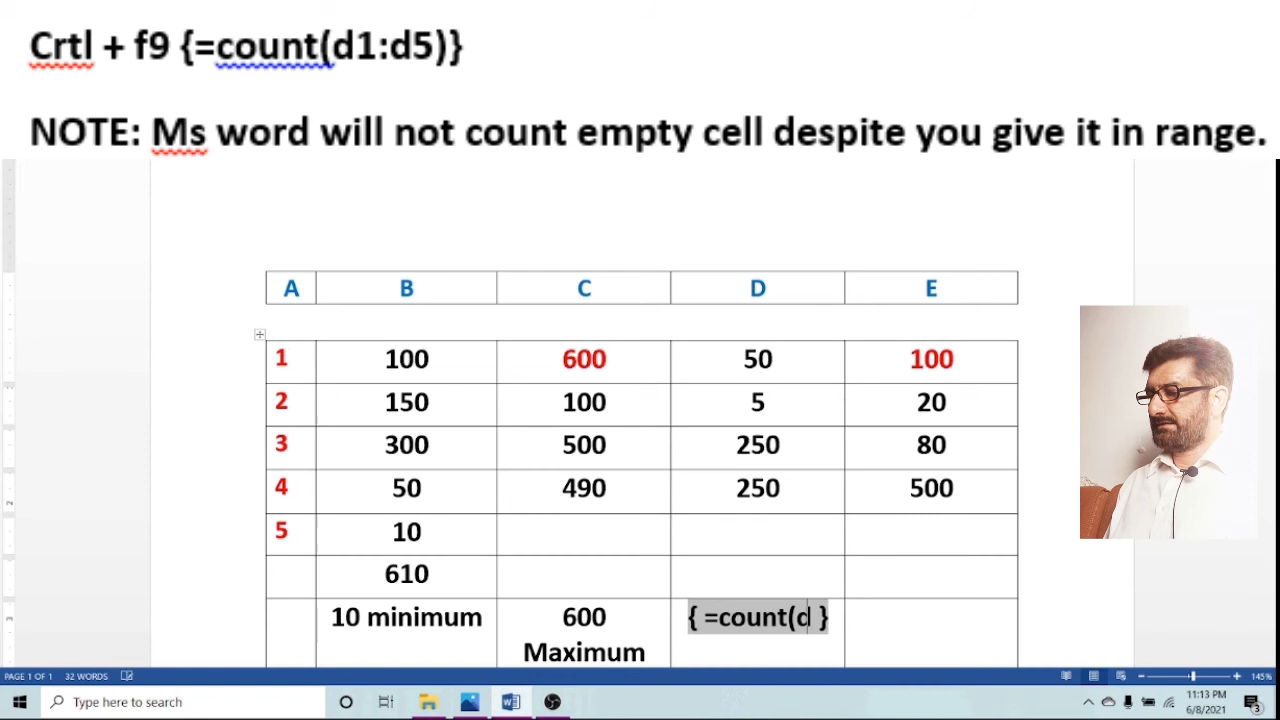 Crtl + f9 {=count(d1:d5)}
NOTE: Ms word will not count empty cell despite you give it in range.
A B C D E
1 100 600 50 100
2 150 100 5 20
3 300 500 250 80
4 50 490 250 500
5 10
610
10 minimum 600 { =count(d }
Maximum
PAGE 1 OF 1 32 WORDS 145%
Type here to search 11:13 PM
6/8/2021 3